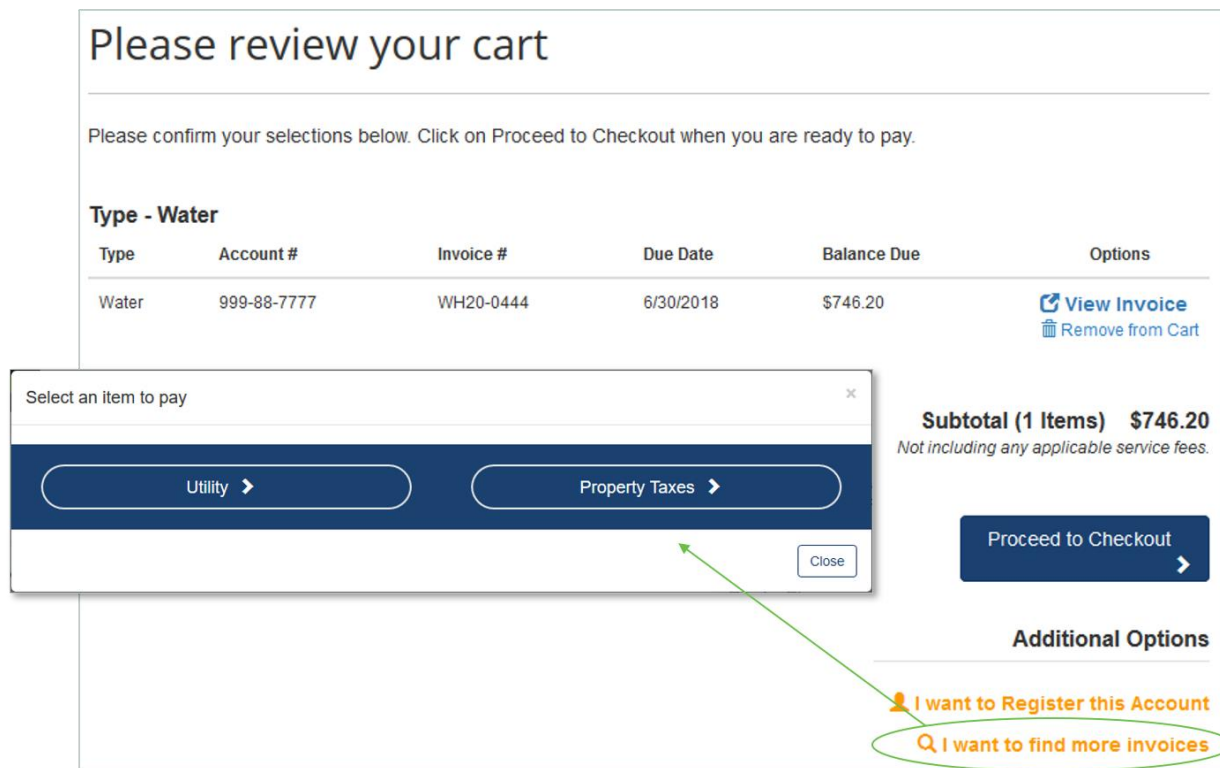 Please review your cart
Please confirm your selections below. Click on Proceed to Checkout when you are ready to pay.
Type - Water
Type Account # Invoice # Due Date Balance Due Options
Water 999-88-7777 WH20-0444 6/30/2018 $746.20 View Invoice
Remove from Cart
Select an item to pay ×
Utility
Property Taxes
Close
Subtotal (1 Items) $746.20
Not including any applicable service fees.
Proceed to Checkout
Additional Options
I want to Register this Account
I want to find more invoices